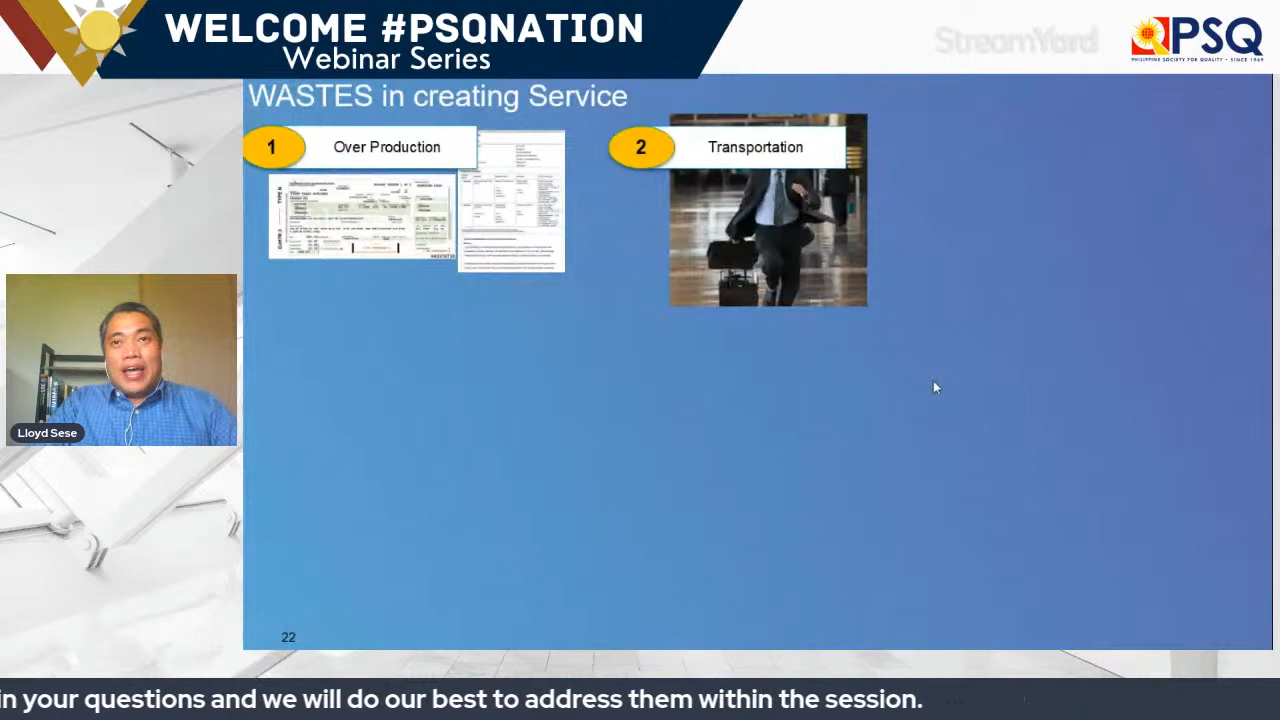 WELCOME #PSQNATION
Webinar Series
StreamYard
PSQ
PHILIPPINE SOCIETY FOR QUALITY - SINCE 1969
WASTES in creating Service
1
Over Production
2
Transportation
Lloyd Sese
22
in your questions and we will do our best to address them within the session.